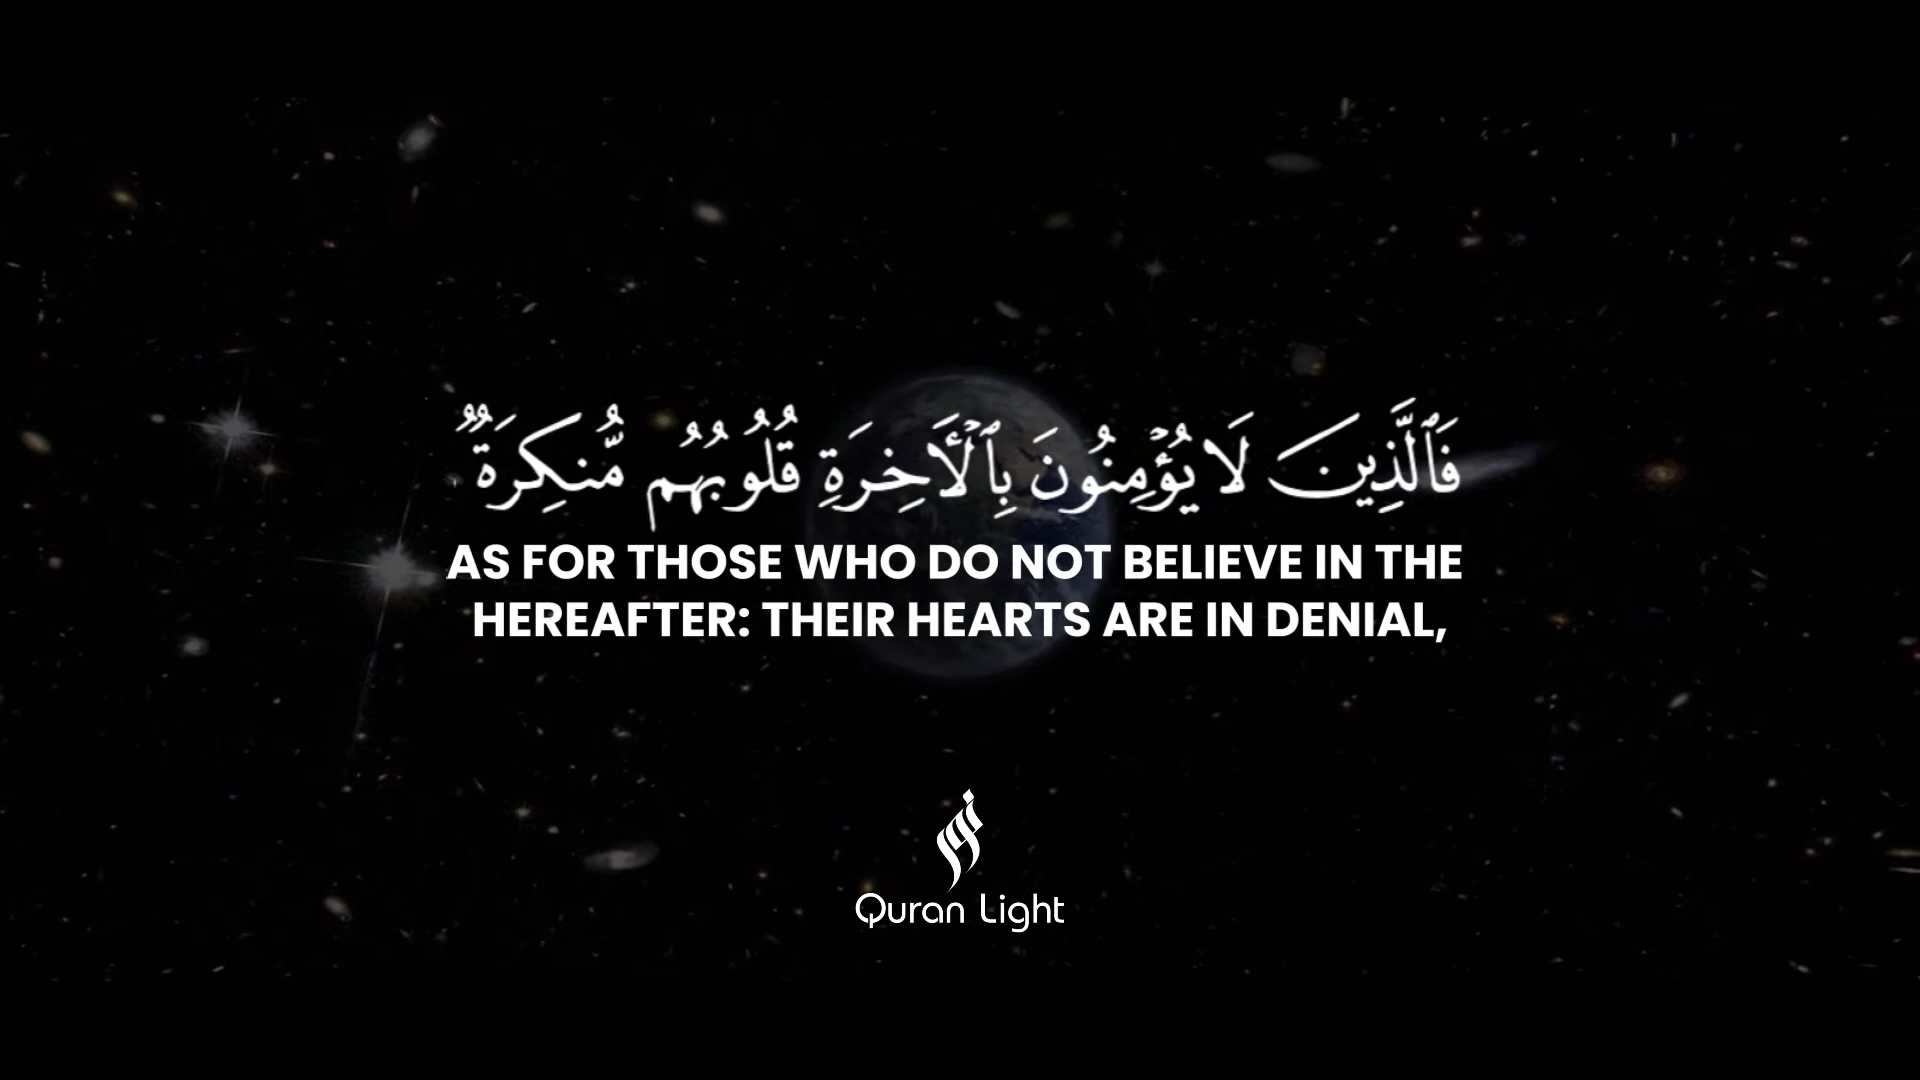 فَٱلَّذِينَ لَا يُؤْمِنُونَ بِٱلْـَٔاخِرَةِ قُلُوبُهُم مُّنكِرَةٌ
AS FOR THOSE WHO DO NOT BELIEVE IN THE
HEREAFTER: THEIR HEARTS ARE IN DENIAL,
Quran Light